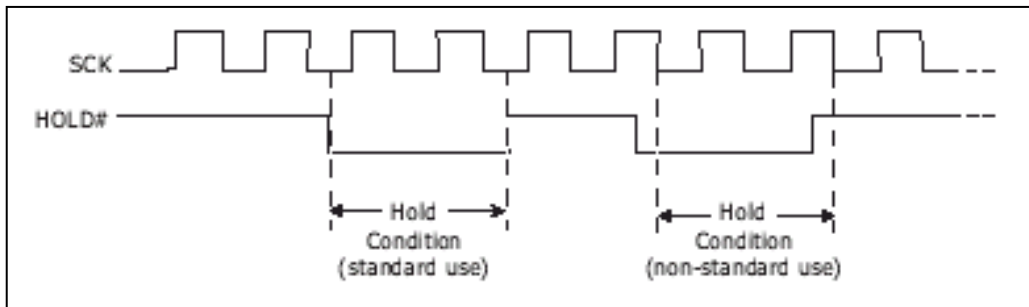 SCK
HOLD#
Hold
Condition
(standard use)
Hold
Condition
(non-standard use)